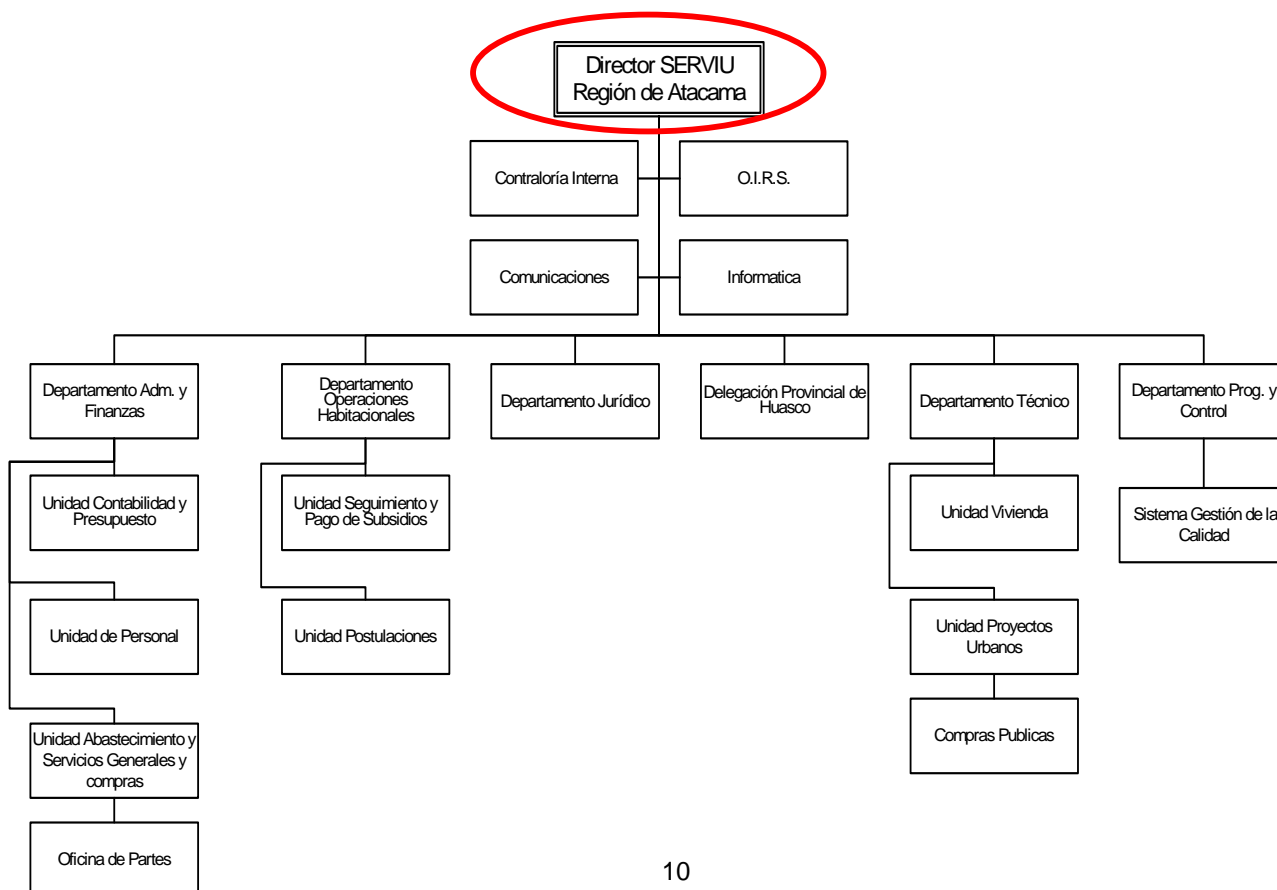 Director SERVIU
Región de Atacama
Contraloría Interna
O.I.R.S.
Comunicaciones
Informatica
Departamento Adm. y
Finanzas
Departamento
Operaciones
Habitacionales
Departamento Jurídico
Delegación Provincial de
Huasco
Departamento Técnico
Departamento Prog. y
Control
Unidad Contabilidad y
Presupuesto
Unidad Seguimiento y
Pago de Subsidios
Unidad Vivienda
Sistema Gestión de la
Calidad
Unidad de Personal
Unidad Postulaciones
Unidad Proyectos
Urbanos
Unidad Abastecimiento y
Servicios Generales y
compras
Compras Publicas
Oficina de Partes
10